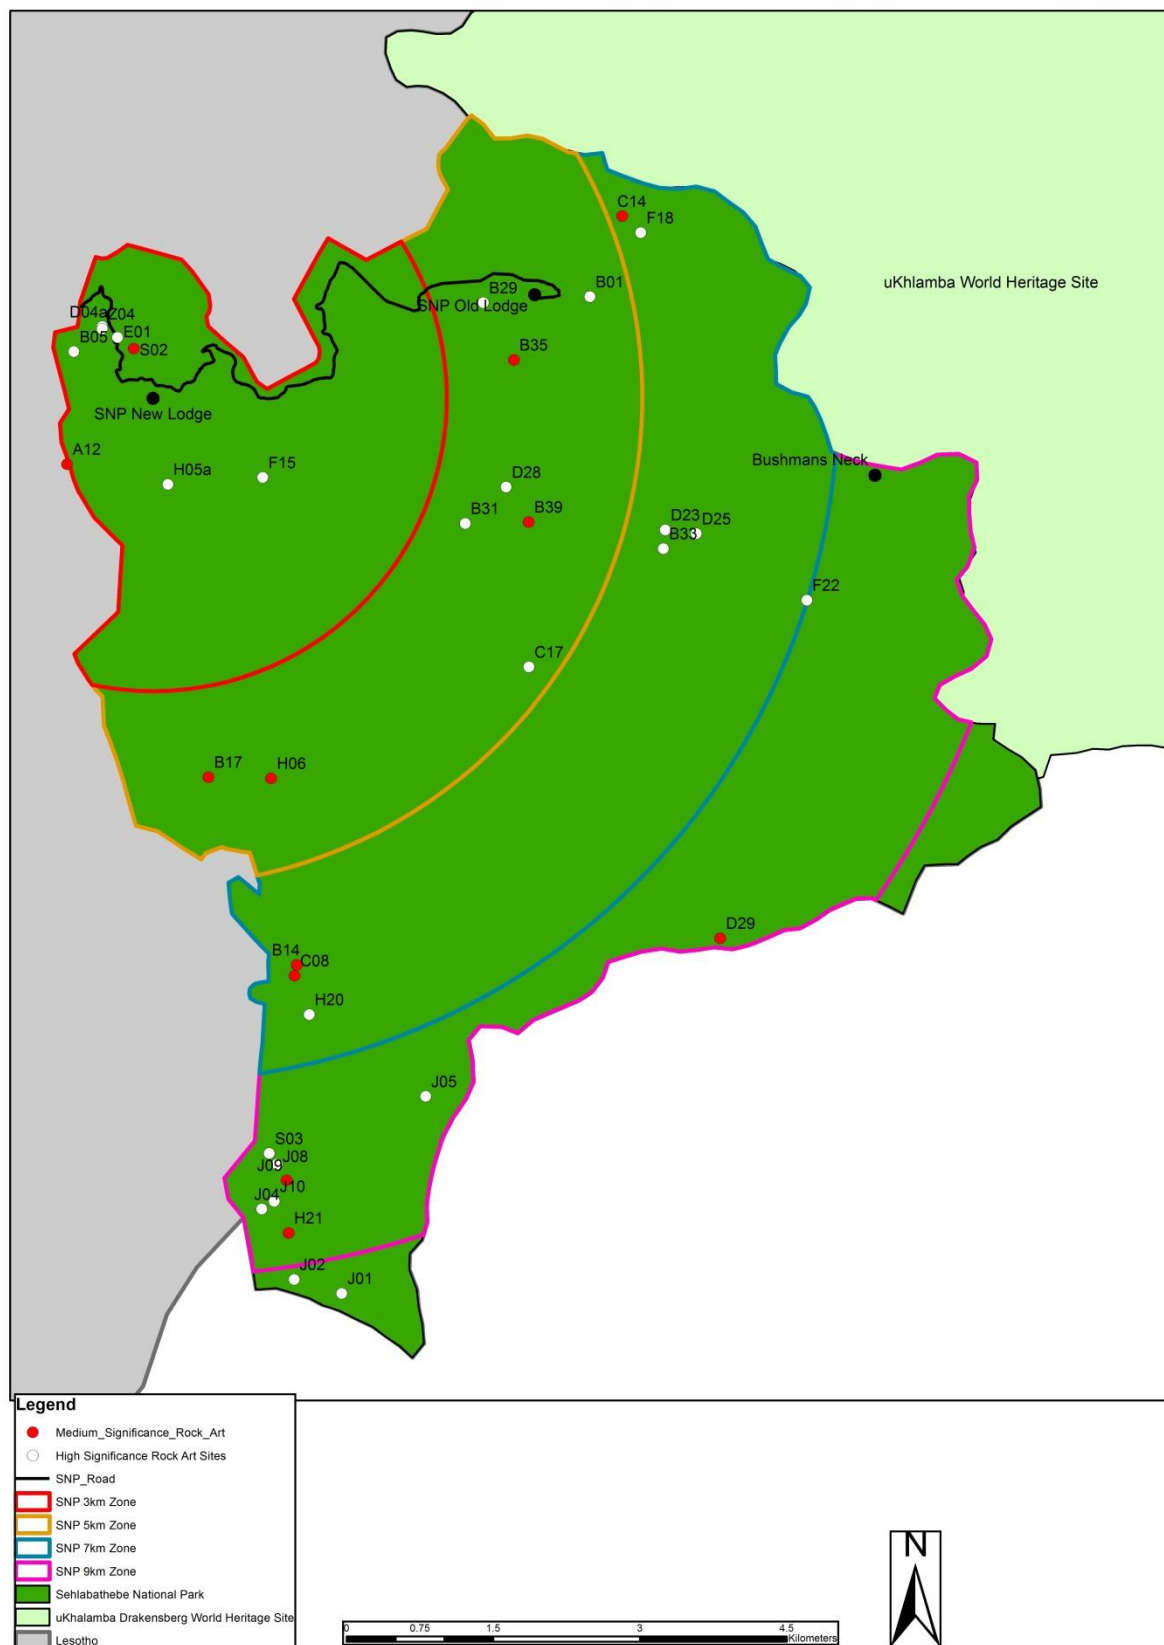 C14
F18
uKhlamba World Heritage Site
B29
B01
SNP Old Lodge
D04a
Z04
E01
B05
S02
B35
SNP New Lodge
A12
H05a
F15
Bushmans Neck
D28
B31
B39
D23
D25
B33
F22
C17
B17
H06
D29
B14
C08
H20
J05
S03
J08
J09
J10
J04
H21
J02
J01
Legend
Medium_Significance_Rock_Art
High Significance Rock Art Sites
SNP_Road
SNP 3km Zone
SNP 5km Zone
SNP 7km Zone
SNP 9km Zone
Sehlabathebe National Park
uKhalamba Drakensberg World Heritage Site
Lesotho
0 0.75 1.5 3 4.5
Kilometers
N